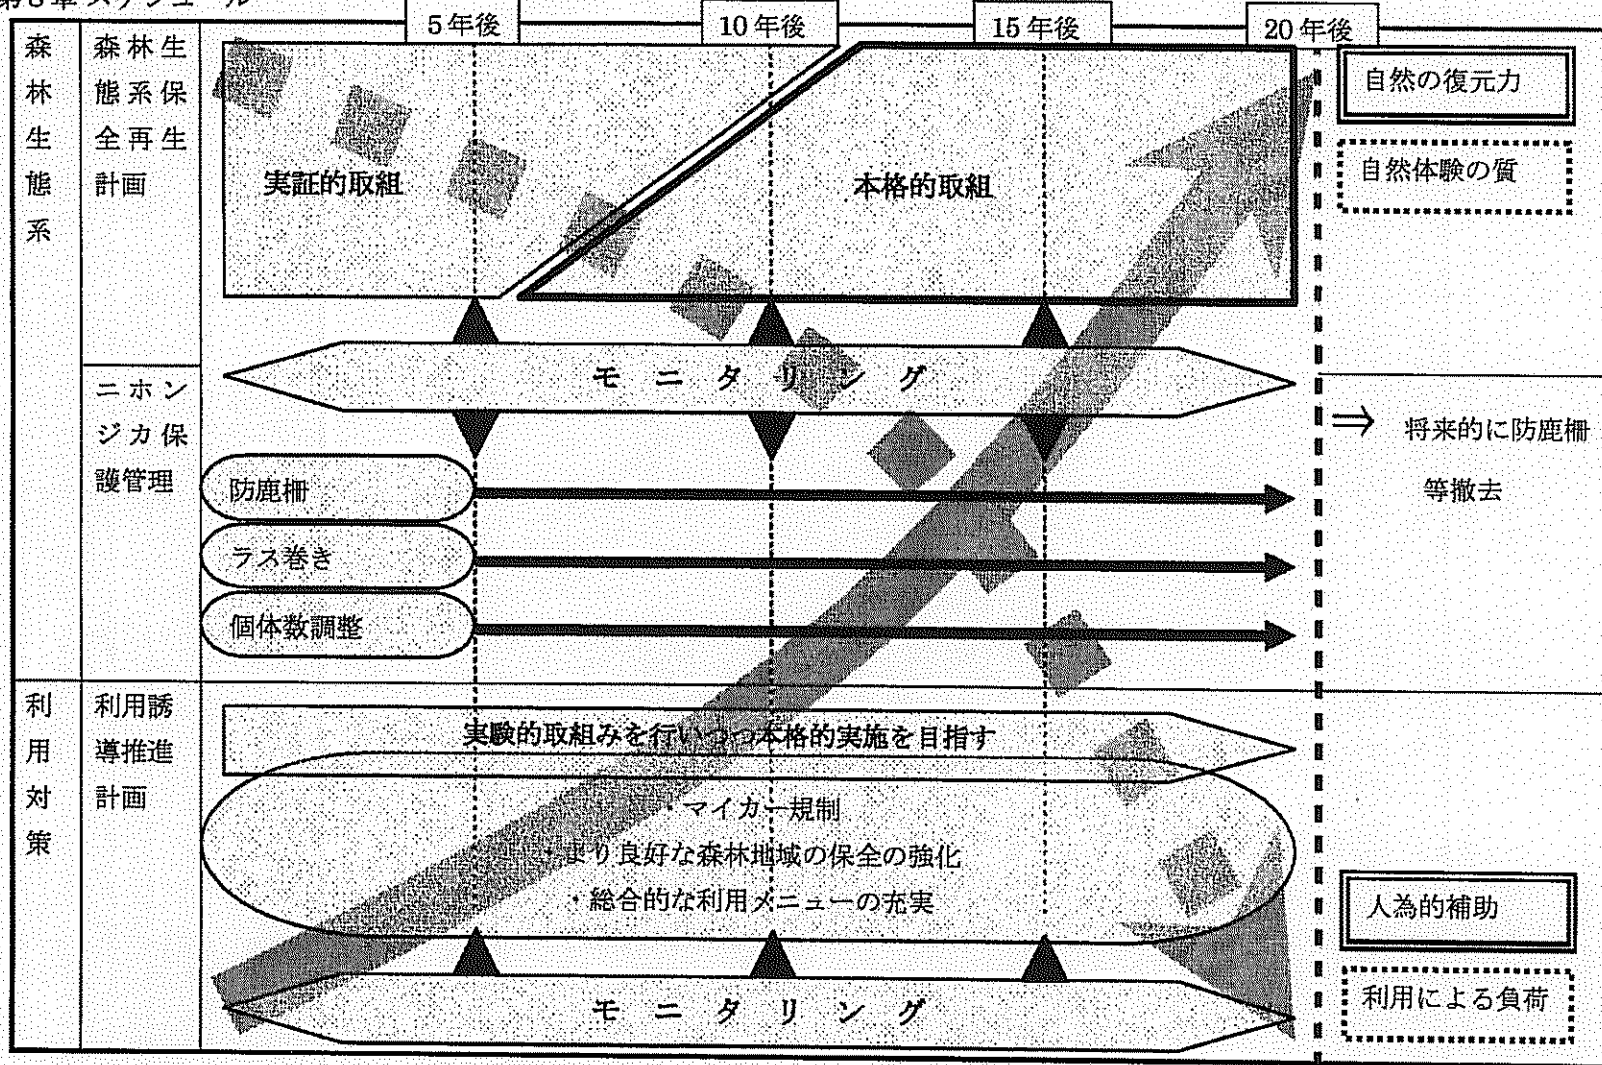 スケジュール
5年後
10年後
15年後
20年後
森林生態系
森林生
態系保
全再生
計画
実証的取組
本格的取組
自然の復元力
自然体験の質
モニタリング
ニホン
ジカ保
護管理
防鹿柵
ラス巻き
個体数調整
⇒ 将来的に防鹿柵
等撤去
利用対策
利用誘
導推進
計画
実験的取組みを行いつつ本格的実施を目指す
・マイカー規制
・より良好な森林地域の保全の強化
・総合的な利用メニューの充実
モニタリング
人為的補助
利用による負荷